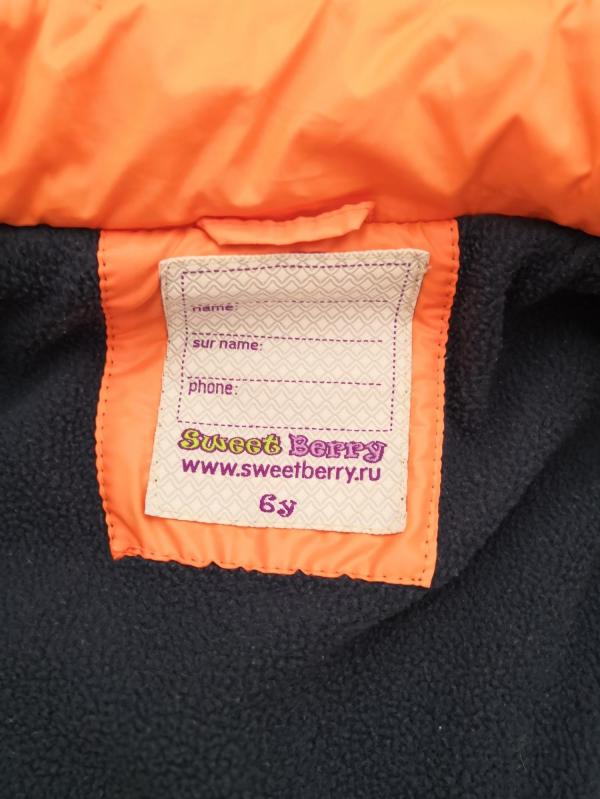 name:
sur name:
phone:
Sweet Berry
www.sweetberry.ru
6y